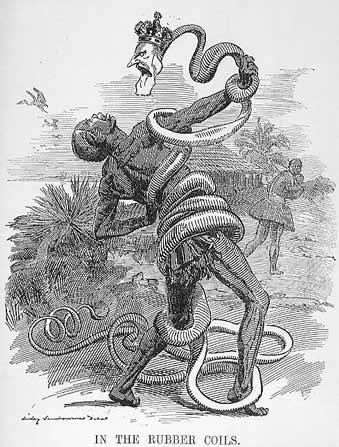 IN THE RUBBER COILS.